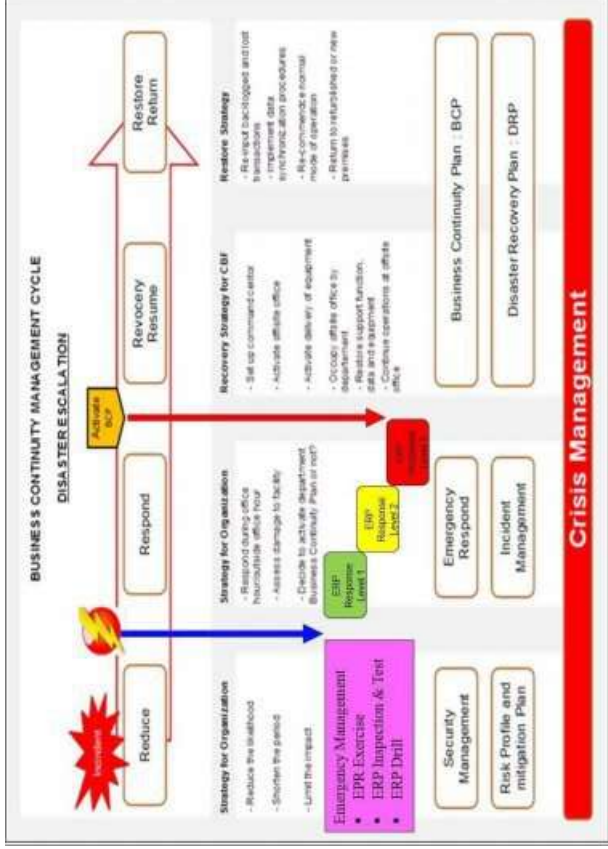 BUSINESS CONTINUITY MANAGEMENT CYCLE
DISASTER ESCALATION
Incident
Activate
BCP
Reduce
Respond
Revocery
Resume
Restore
Return
Strategy for Organization
- Reduce the likelihood
- Shorten the period
- Limit the impact
Emergency Management
• EPR Exercise
• ERP Inspection & Test
• ERP Drill
Security
Management
Risk Profile and
mitigation Plan
Strategy for Organization
- Respond during office
hour/outside office hour
- Assess damage to facility
- Decide to activate department
Business Continuity Plan or not?
ERP
Response
Level 1
ERP
Response
Level 2
ERP
Response
Emergency
Respond
Incident
Management
Recovery Strategy for CBF
- Set up command center
- Activate offsite office
- Activate delivery of equipment
- Occupy offsite office by
departement
- Restore support function,
data and equipment
- Continue operations at offsite
office
Restore Strategy
- Re-input backlogged and lost
transactions
- Implement data
synchronization procedures
- Re-commence normal
mode of operation
- Return to refurbished or new
premises
Business Continuity Plan : BCP
Disaster Recovery Plan : DRP
Crisis Management